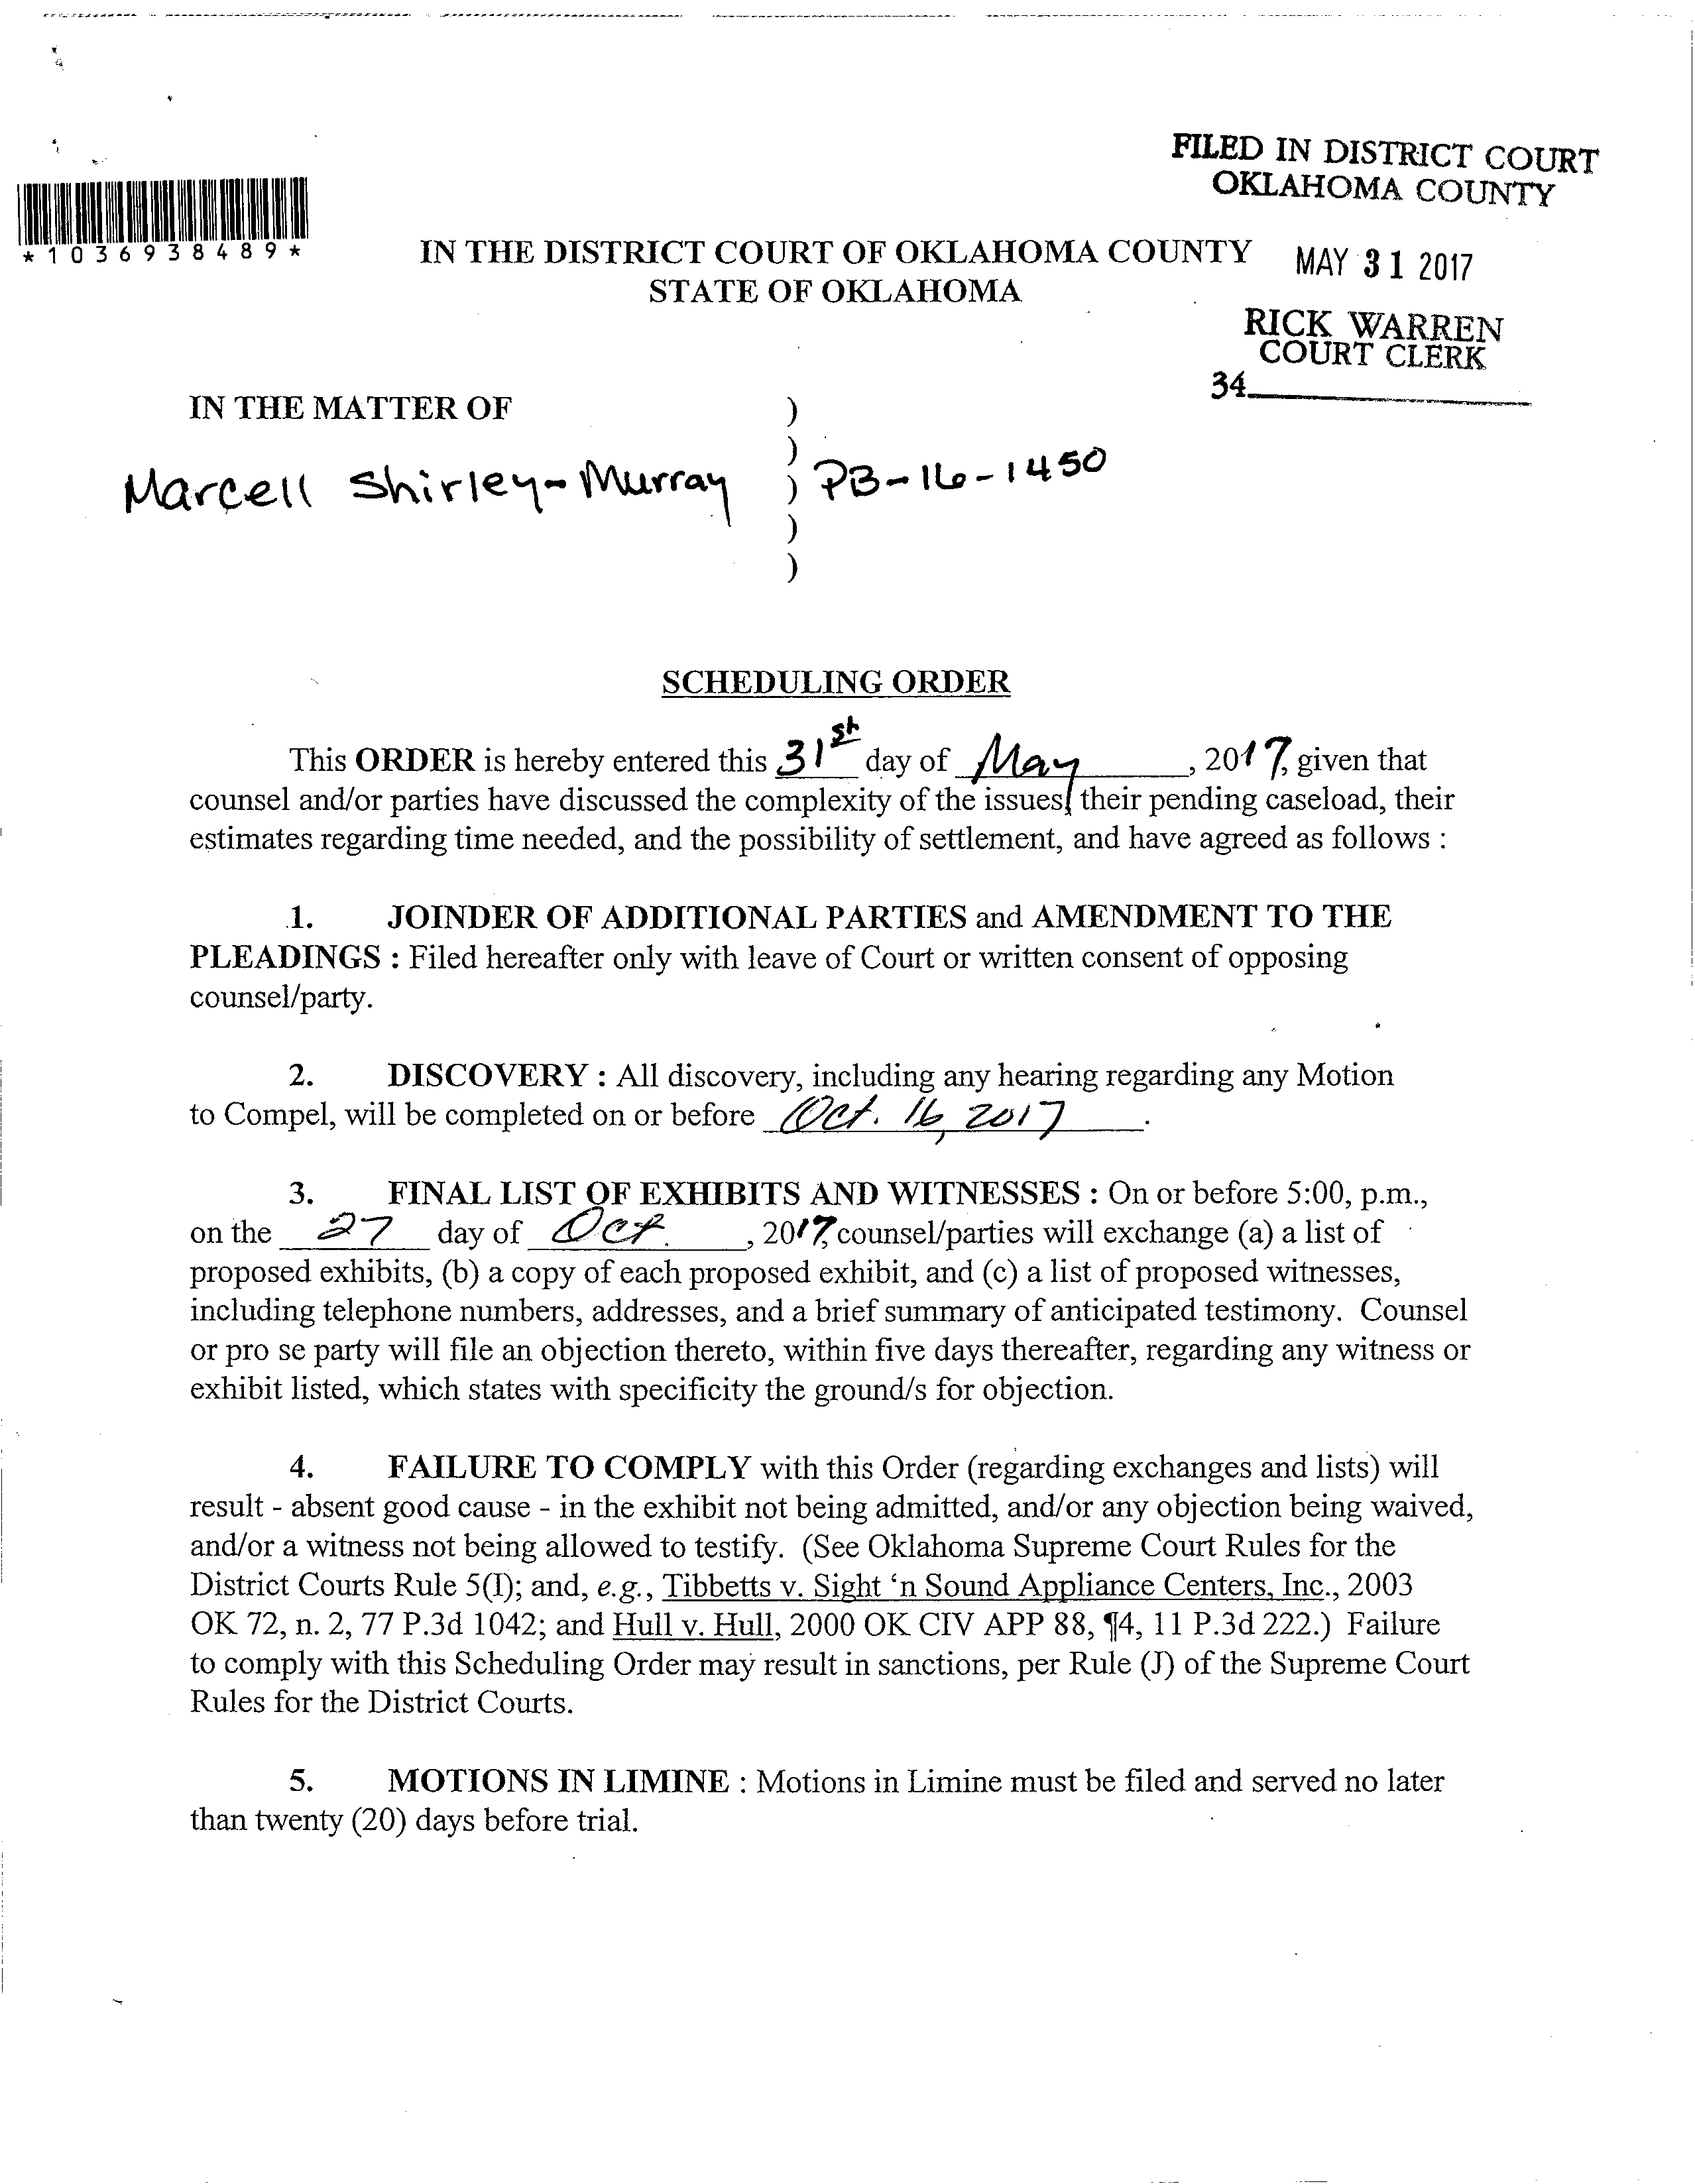 FILED IN DISTRICT COURT
OKLAHOMA COUNTY
*1036938489*
IN THE DISTRICT COURT OF OKLAHOMA COUNTY
MAY 31 2017
STATE OF OKLAHOMA
RICK WARREN
COURT CLERK
34
IN THE MATTER OF )
)
Marcell Shirley-Murray ) PB-16-1450
)
)
SCHEDULING ORDER
This ORDER is hereby entered this 31st day of May, 2017, given that
counsel and/or parties have discussed the complexity of the issues, their pending caseload, their
estimates regarding time needed, and the possibility of settlement, and have agreed as follows :
1. JOINDER OF ADDITIONAL PARTIES and AMENDMENT TO THE
PLEADINGS : Filed hereafter only with leave of Court or written consent of opposing
counsel/party.
2. DISCOVERY : All discovery, including any hearing regarding any Motion
to Compel, will be completed on or before Oct. 16, 2017.
3. FINAL LIST OF EXHIBITS AND WITNESSES : On or before 5:00, p.m.,
on the 27 day of Oct., 2017, counsel/parties will exchange (a) a list of
proposed exhibits, (b) a copy of each proposed exhibit, and (c) a list of proposed witnesses,
including telephone numbers, addresses, and a brief summary of anticipated testimony. Counsel
or pro se party will file an objection thereto, within five days thereafter, regarding any witness or
exhibit listed, which states with specificity the ground/s for objection.
4. FAILURE TO COMPLY with this Order (regarding exchanges and lists) will
result - absent good cause - in the exhibit not being admitted, and/or any objection being waived,
and/or a witness not being allowed to testify. (See Oklahoma Supreme Court Rules for the
District Courts Rule 5(I); and, e.g., Tibbetts v. Sight ‘n Sound Appliance Centers, Inc., 2003
OK 72, n. 2, 77 P.3d 1042; and Hull v. Hull, 2000 OK CIV APP 88, ¶4, 11 P.3d 222.) Failure
to comply with this Scheduling Order may result in sanctions, per Rule (J) of the Supreme Court
Rules for the District Courts.
5. MOTIONS IN LIMINE : Motions in Limine must be filed and served no later
than twenty (20) days before trial.